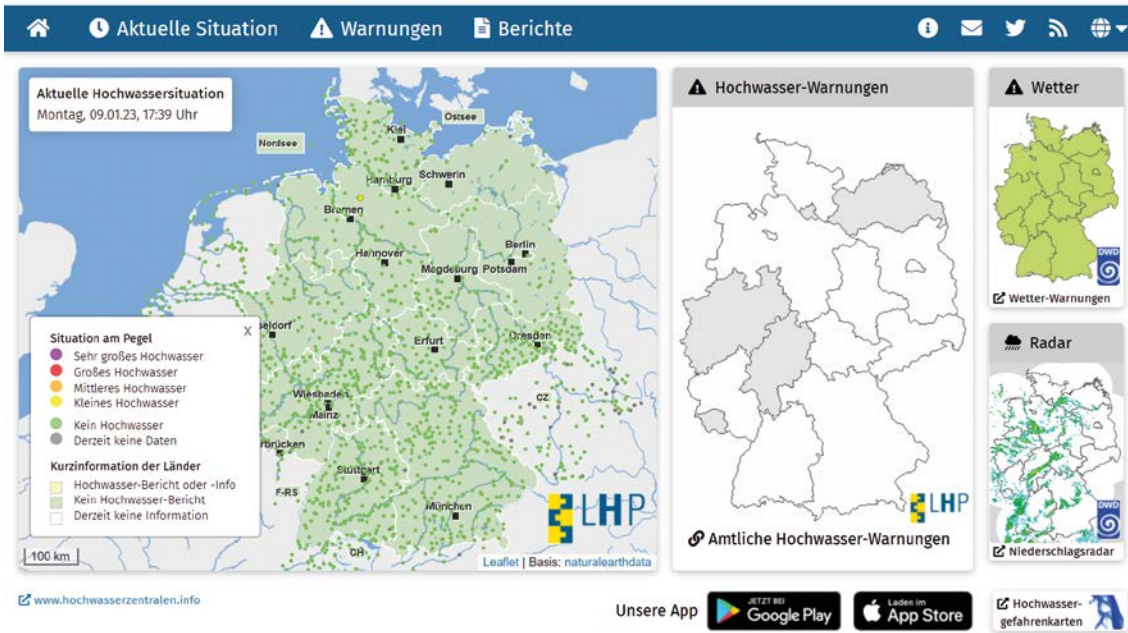 Aktuelle Situation
Warnungen
Berichte
Aktuelle Hochwassersituation
Montag, 09.01.23, 17:39 Uhr
Nordsee
Ostsee
Kiel
Hamburg
Schwerin
Bremen
Berlin
Hannover
Magdeburg
Potsdam
seldorf
Erfurt
Dresden
Wiesbaden
Mainz
CZ
rbrücken
Stuttgart
F-RS
München
CH
X
Situation am Pegel
Sehr großes Hochwasser
Großes Hochwasser
Mittleres Hochwasser
Kleines Hochwasser
Kein Hochwasser
Derzeit keine Daten
Kurzinformation der Länder
Hochwasser-Bericht oder -Info
Kein Hochwasser-Bericht
Derzeit keine Information
100 km
LHP
Leaflet | Basis: naturalearthdata
Hochwasser-Warnungen
LHP
Amtliche Hochwasser-Warnungen
Wetter
DWD
Wetter-Warnungen
Radar
DWD
Niederschlagsradar
www.hochwasserzentralen.info
Unsere App
JETZT BEI
Google Play
Laden im
App Store
Hochwasser-
gefahrenkarten